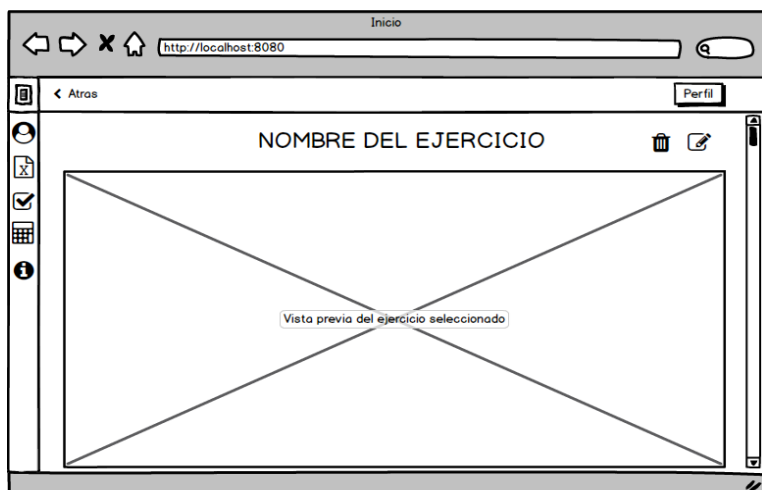 Inicio
http://localhost:8080
Atras
Perfil
NOMBRE DEL EJERCICIO
X
Vista previa del ejercicio seleccionado